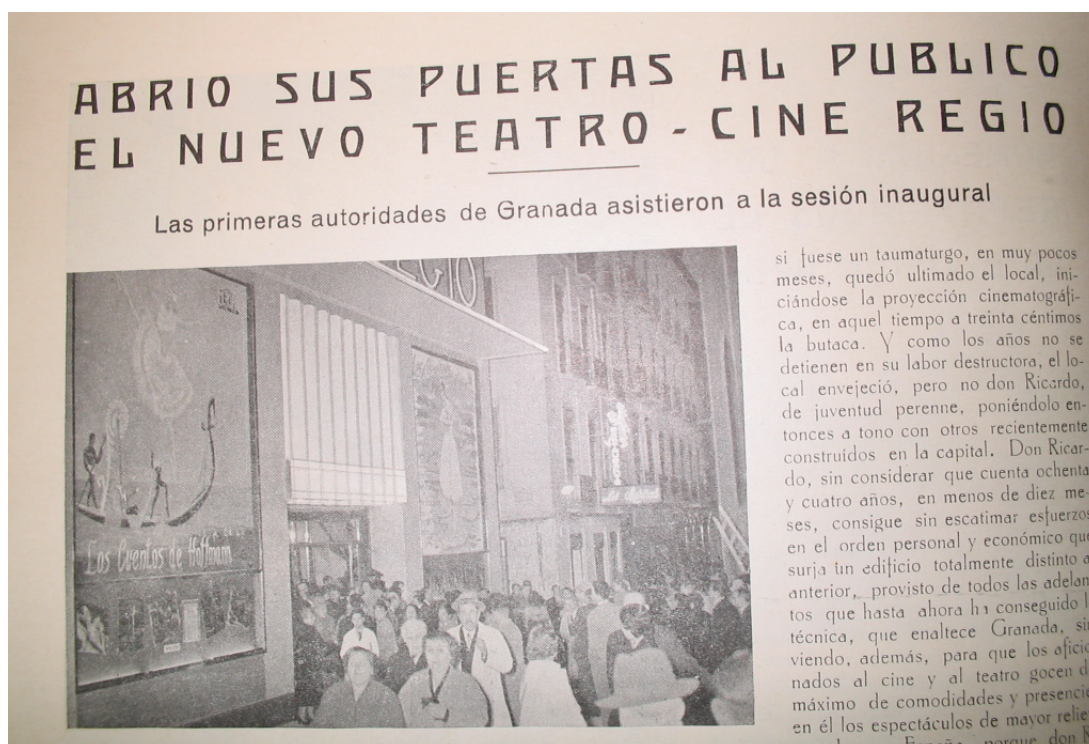 ABRIO SUS PUERTAS AL PUBLICO
EL NUEVO TEATRO - CINE REGIO
Las primeras autoridades de Granada asistieron a la sesión inaugural
EGIO
Los Cuentos de Hoffmann
si fuese un taumaturgo, en muy pocos
meses, quedó ultimado el local, ini-
ciándose la proyección cinematográfi-
ca, en aquel tiempo a treinta céntimos
la butaca. Y como los años no se
detienen en su labor destructora, el lo-
cal envejeció, pero no don Ricardo,
de juventud perenne, poniéndolo en-
tonces a tono con otros recientemente
construidos en la capital. Don Ricar-
do, sin considerar que cuenta ochenta
y cuatro años, en menos de diez me-
ses, consigue sin escatimar esfuerzos
en el orden personal y económico que
surja un edificio totalmente distinto a
anterior, provisto de todos las adelan
tos que hasta ahora ha conseguido l
técnica, que enaltece Granada, sir
viendo, además, para que los aficio
nados al cine y al teatro gocen d
máximo de comodidades y presencie
en él los espectáculos de mayor relie
España, porque don R